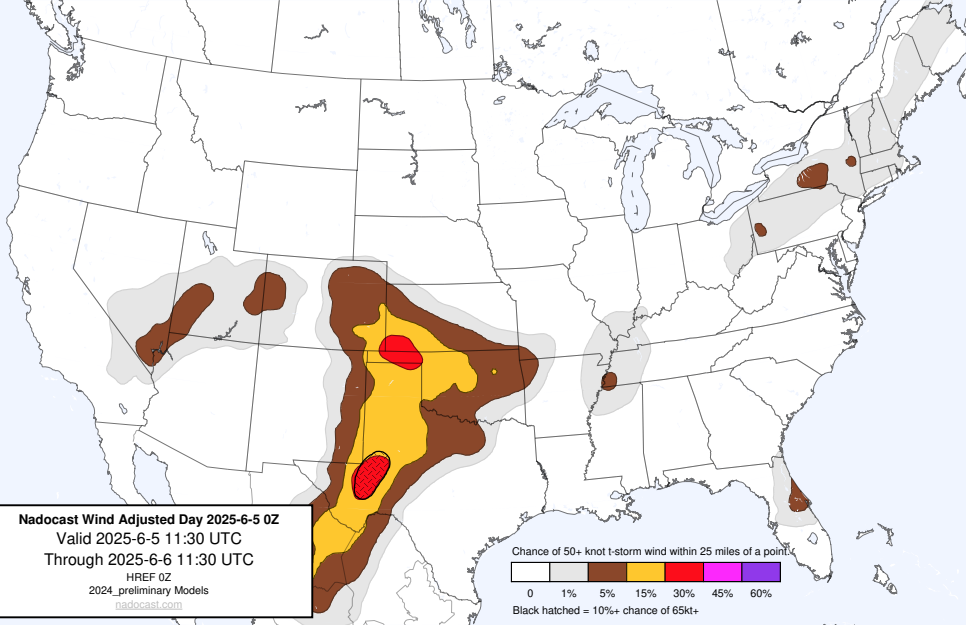 Nadocast Wind Adjusted Day 2025-6-5 0Z
Valid 2025-6-5 11:30 UTC
Through 2025-6-6 11:30 UTC
HREF 0Z
2024_preliminary Models
nadocast.com
Chance of 50+ knot t-storm wind within 25 miles of a point.
0 1% 5% 15% 30% 45% 60%
Black hatched = 10%+ chance of 65kt+